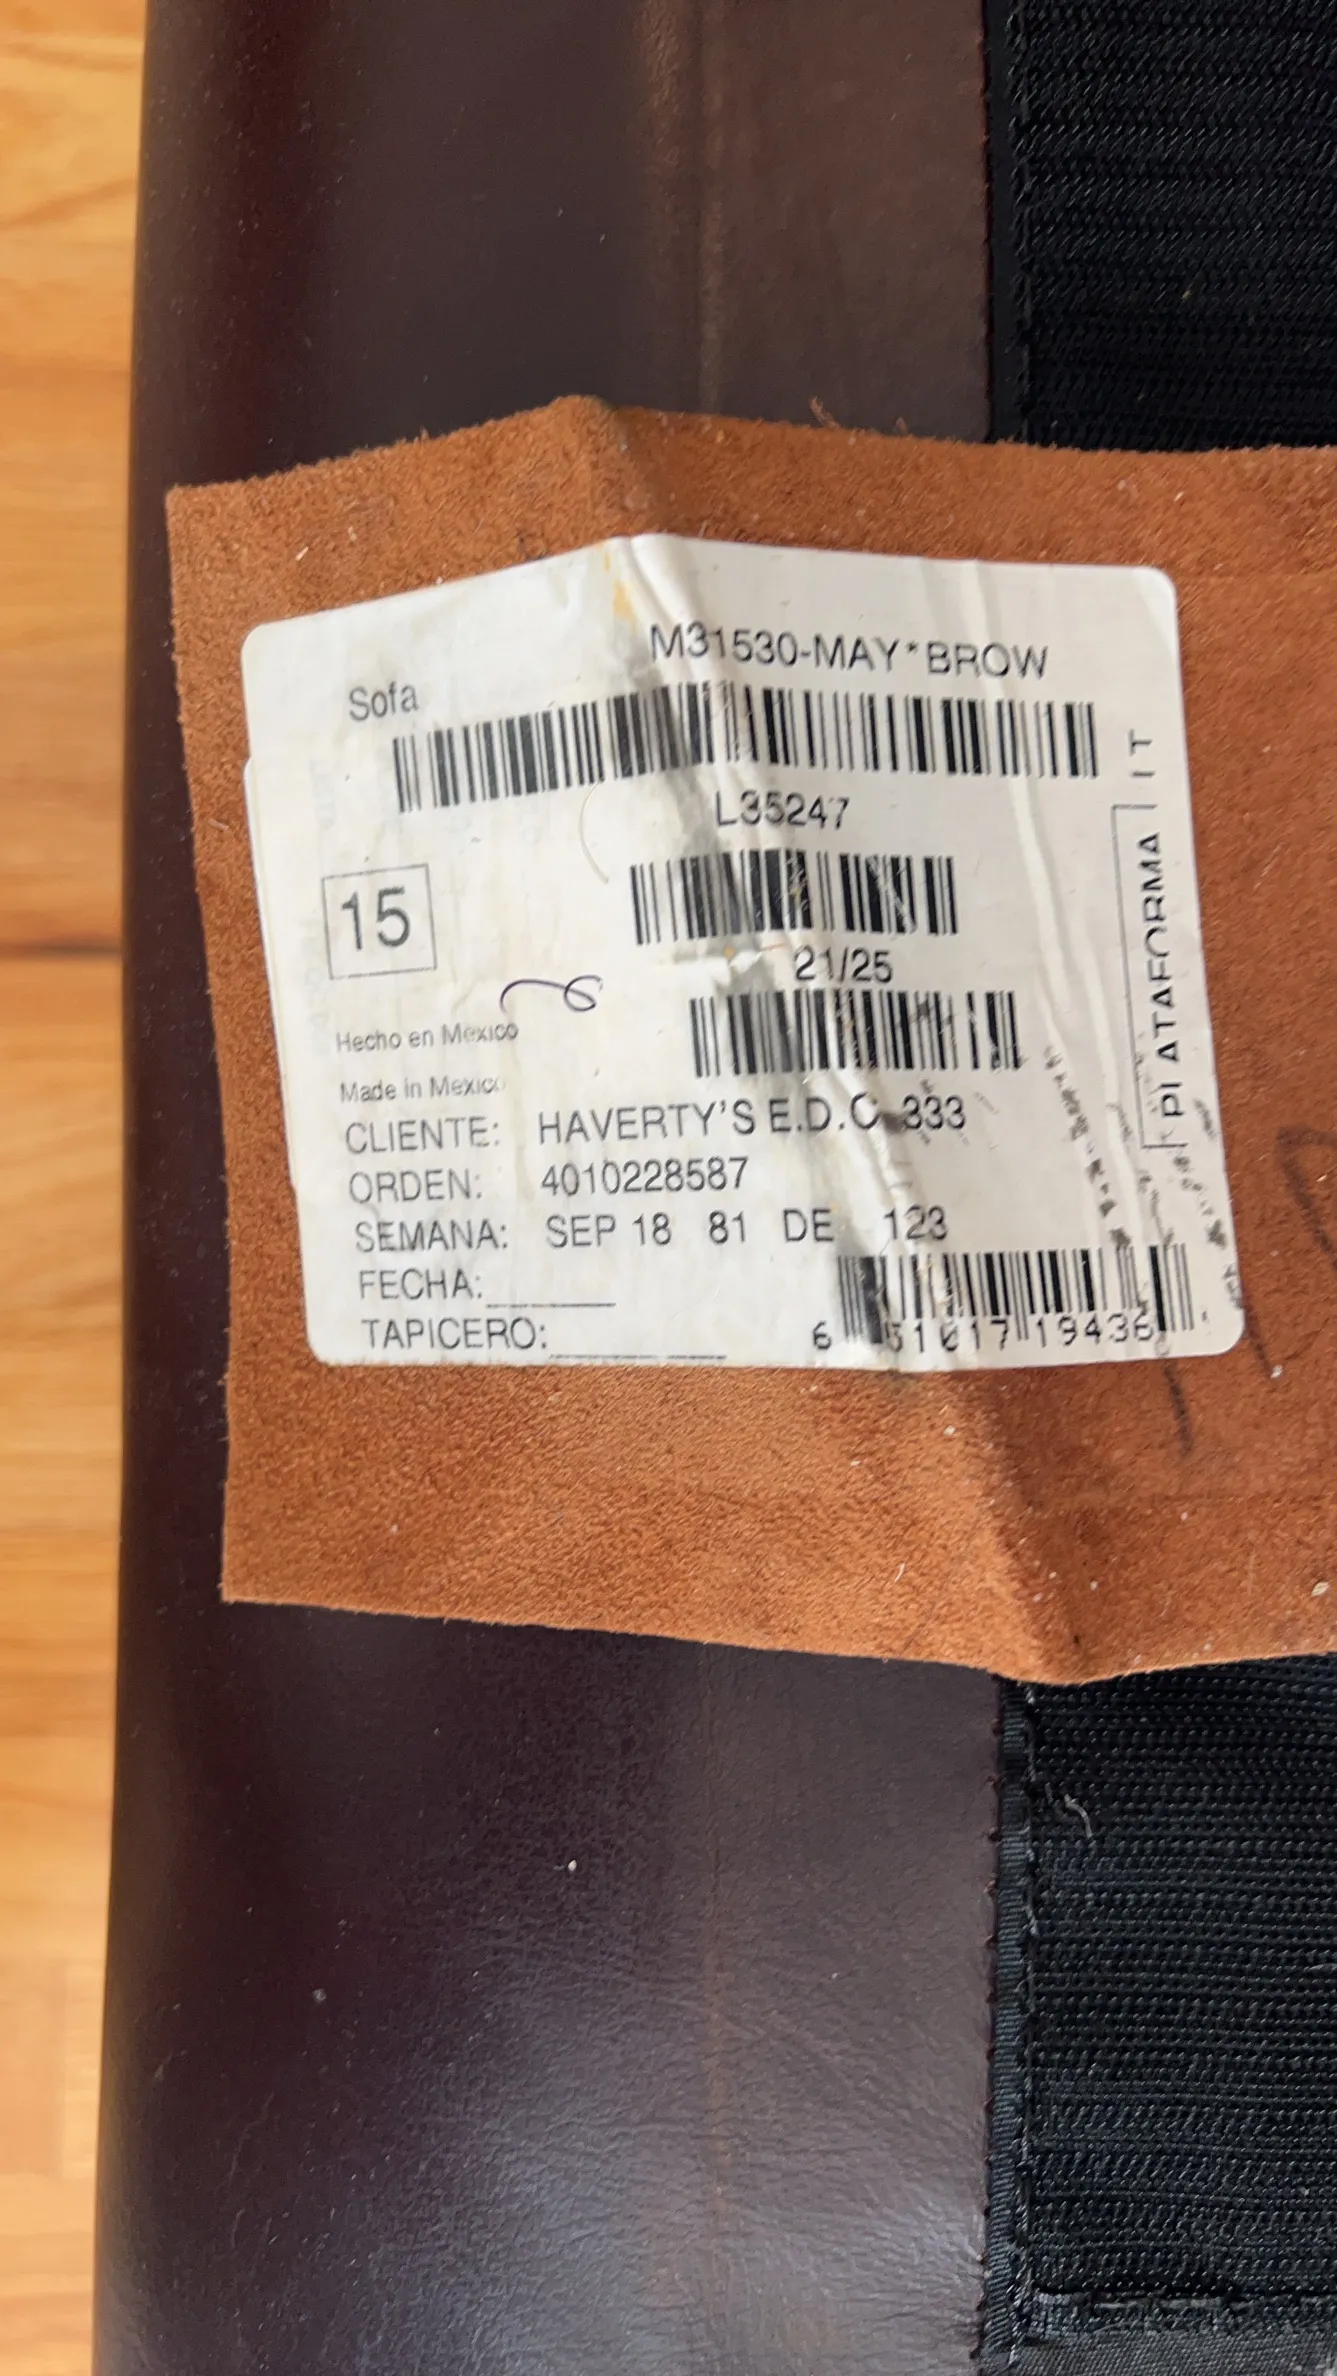 M31530-MAY*BROW
Sofa
L35247
15
21/25
Hecho en Mexico
Made in Mexico
CLIENTE: HAVERTY'S E.D.C 333
ORDEN: 4010228587
SEMANA: SEP 18 81 DE 123
FECHA:
TAPICERO:
PLATAFORMA IT